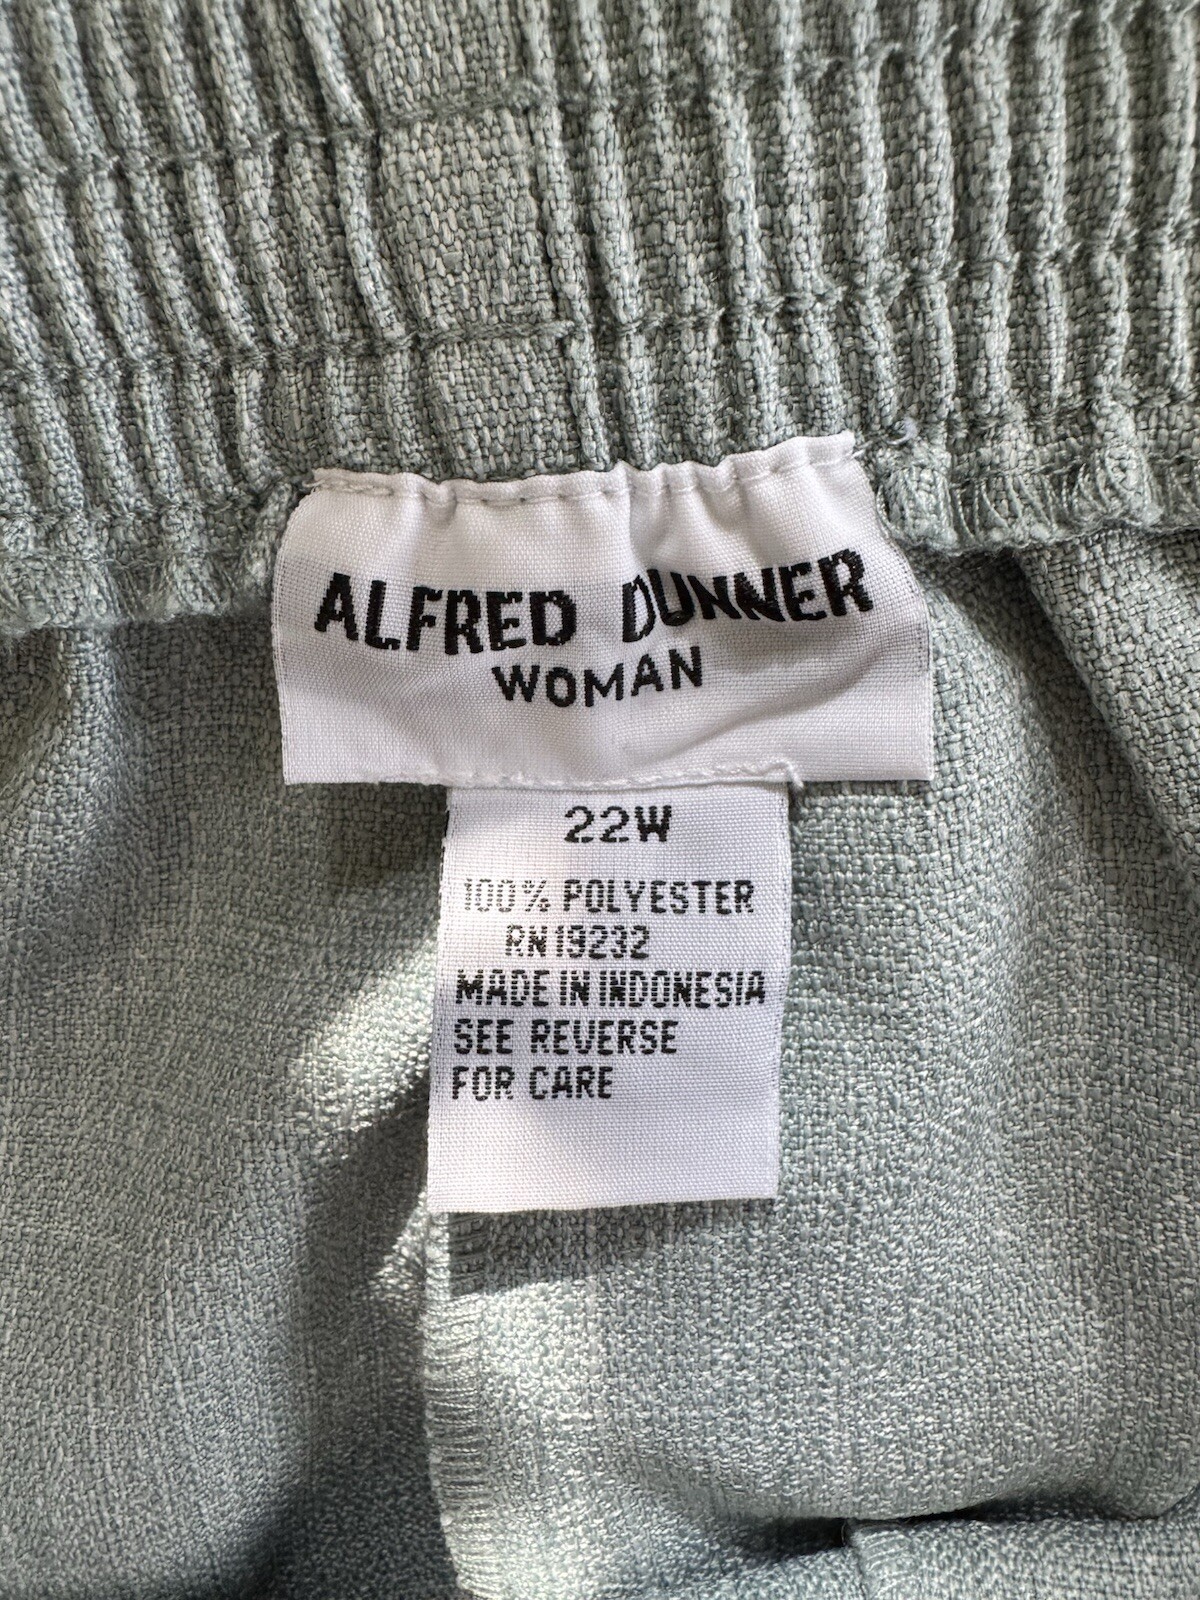 ALFRED DUNNER
WOMAN
22W
100% POLYESTER
RN 19232
MADE IN INDONESIA
SEE REVERSE
FOR CARE